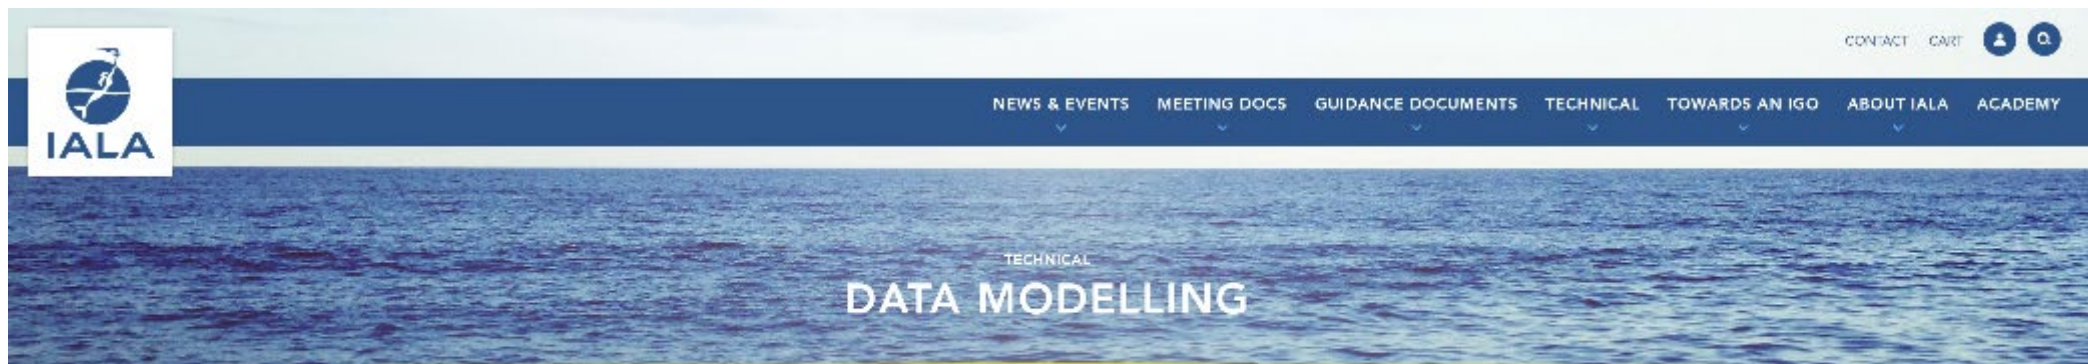 CONTACT CART
IALA
NEWS & EVENTS MEETING DOCS GUIDANCE DOCUMENTS TECHNICAL TOWARDS AN IGO ABOUT IALA ACADEMY
TECHNICAL
DATA MODELLING